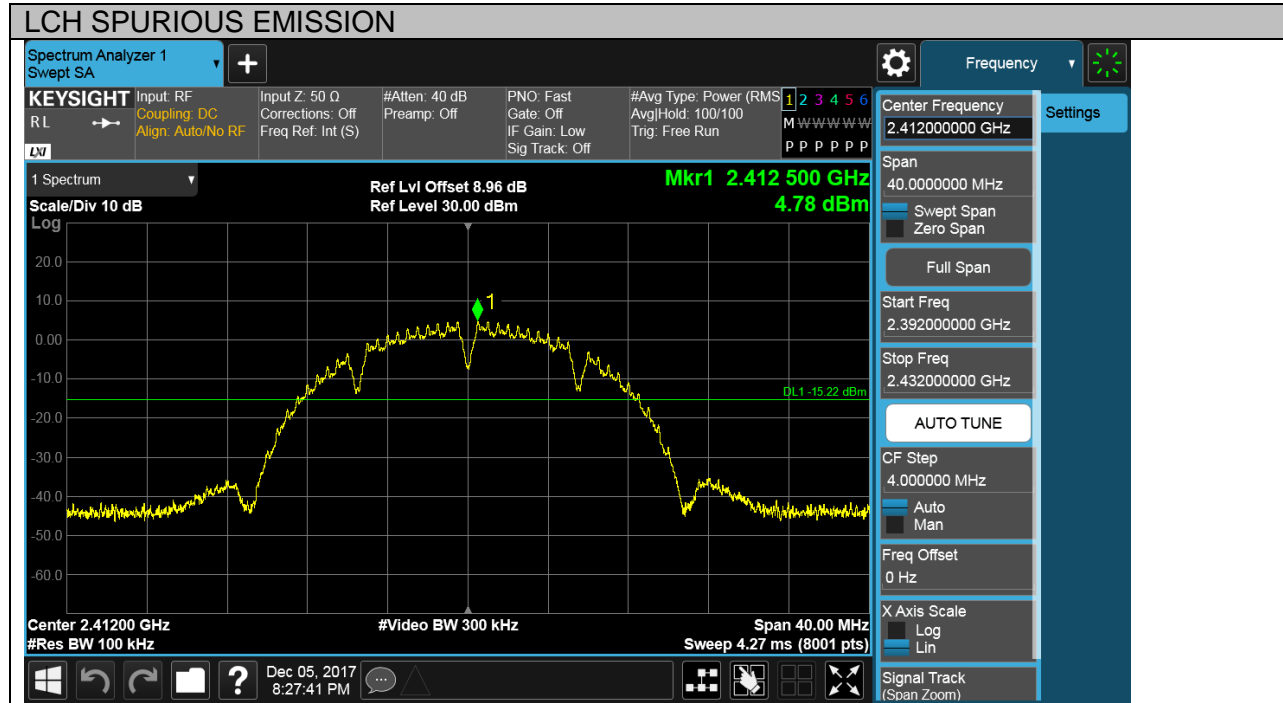 LCH SPURIOUS EMISSION
Spectrum Analyzer 1
Swept SA
Frequency
KEYSIGHT
RL
LXI
Input: RF
Coupling: DC
Align: Auto/No RF
Input Z: 50 Ω
Corrections: Off
Freq Ref: Int (S)
#Atten: 40 dB
Preamp: Off
PNO: Fast
Gate: Off
IF Gain: Low
Sig Track: Off
#Avg Type: Power (RMS
Avg|Hold: 100/100
Trig: Free Run
1 2 3 4 5 6
M W W W W W
P P P P P P
Center Frequency
2.412000000 GHz
Settings
1 Spectrum
Scale/Div 10 dB
Ref Lvl Offset 8.96 dB
Ref Level 30.00 dBm
Mkr1 2.412 500 GHz
4.78 dBm
Log
20.0
10.0
0.00
-10.0
-20.0
-30.0
-40.0
-50.0
-60.0
1
DL1 -15.22 dBm
Center 2.41200 GHz
#Res BW 100 kHz
#Video BW 300 kHz
Span 40.00 MHz
Sweep 4.27 ms (8001 pts)
Span
40.0000000 MHz
Swept Span
Zero Span
Full Span
Start Freq
2.392000000 GHz
Stop Freq
2.432000000 GHz
AUTO TUNE
CF Step
4.000000 MHz
Auto
Man
Freq Offset
0 Hz
X Axis Scale
Log
Lin
Signal Track
(Span Zoom)
?
Dec 05, 2017
8:27:41 PM